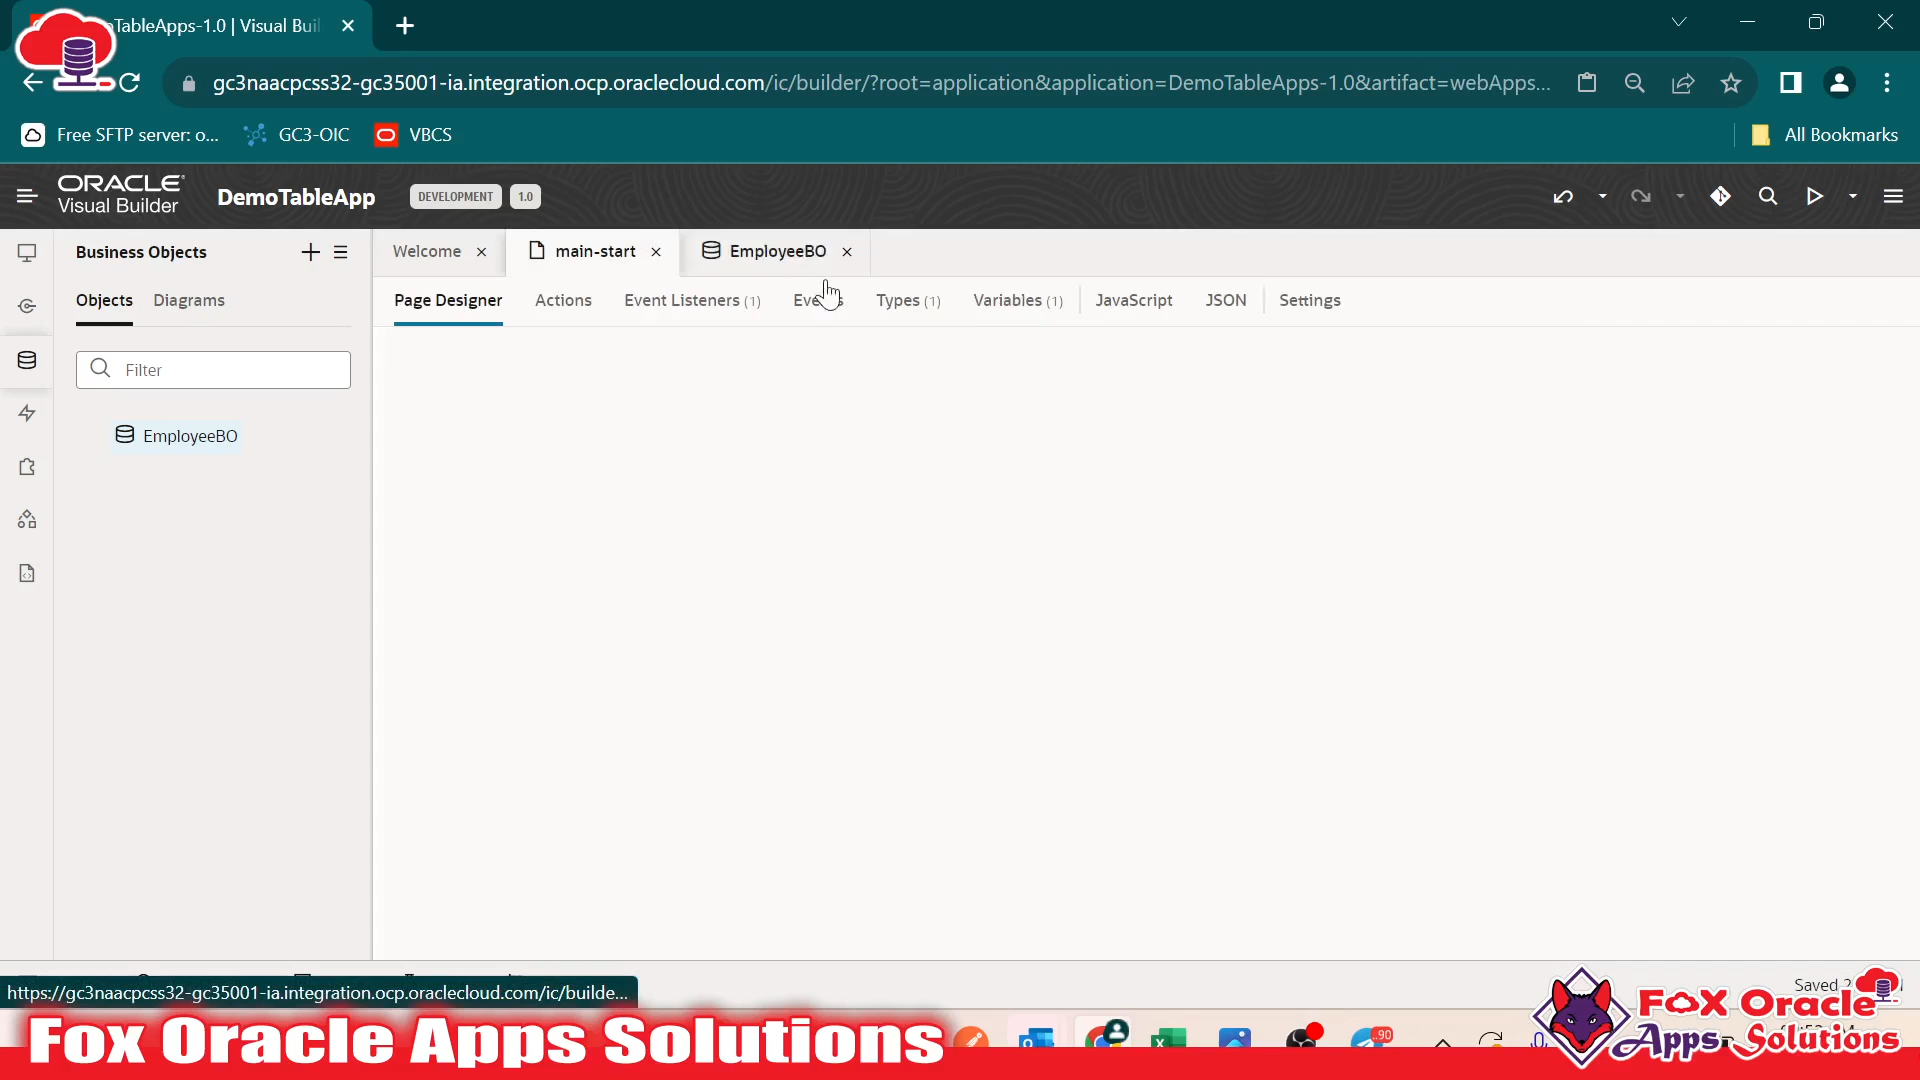 TableApps-1.0 | Visual Buil
gc3naacpcss32-gc35001-ia.integration.ocp.oraclecloud.com/ic/builder/?root=application&application=DemoTableApps-1.0&artifact=webApps...
Free SFTP server: o...
GC3-OIC
VBCS
All Bookmarks
ORACLE
Visual Builder
DemoTableApp
DEVELOPMENT
1.0
Business Objects
Welcome
main-start
EmployeeBO
Objects
Diagrams
Page Designer
Actions
Event Listeners (1)
Events
Types (1)
Variables (1)
JavaScript
JSON
Settings
Filter
EmployeeBO
https://gc3naacpcss32-gc35001-ia.integration.ocp.oraclecloud.com/ic/builde...
Saved
Fox Oracle Apps Solutions
90
FoX Oracle
Apps Solutions